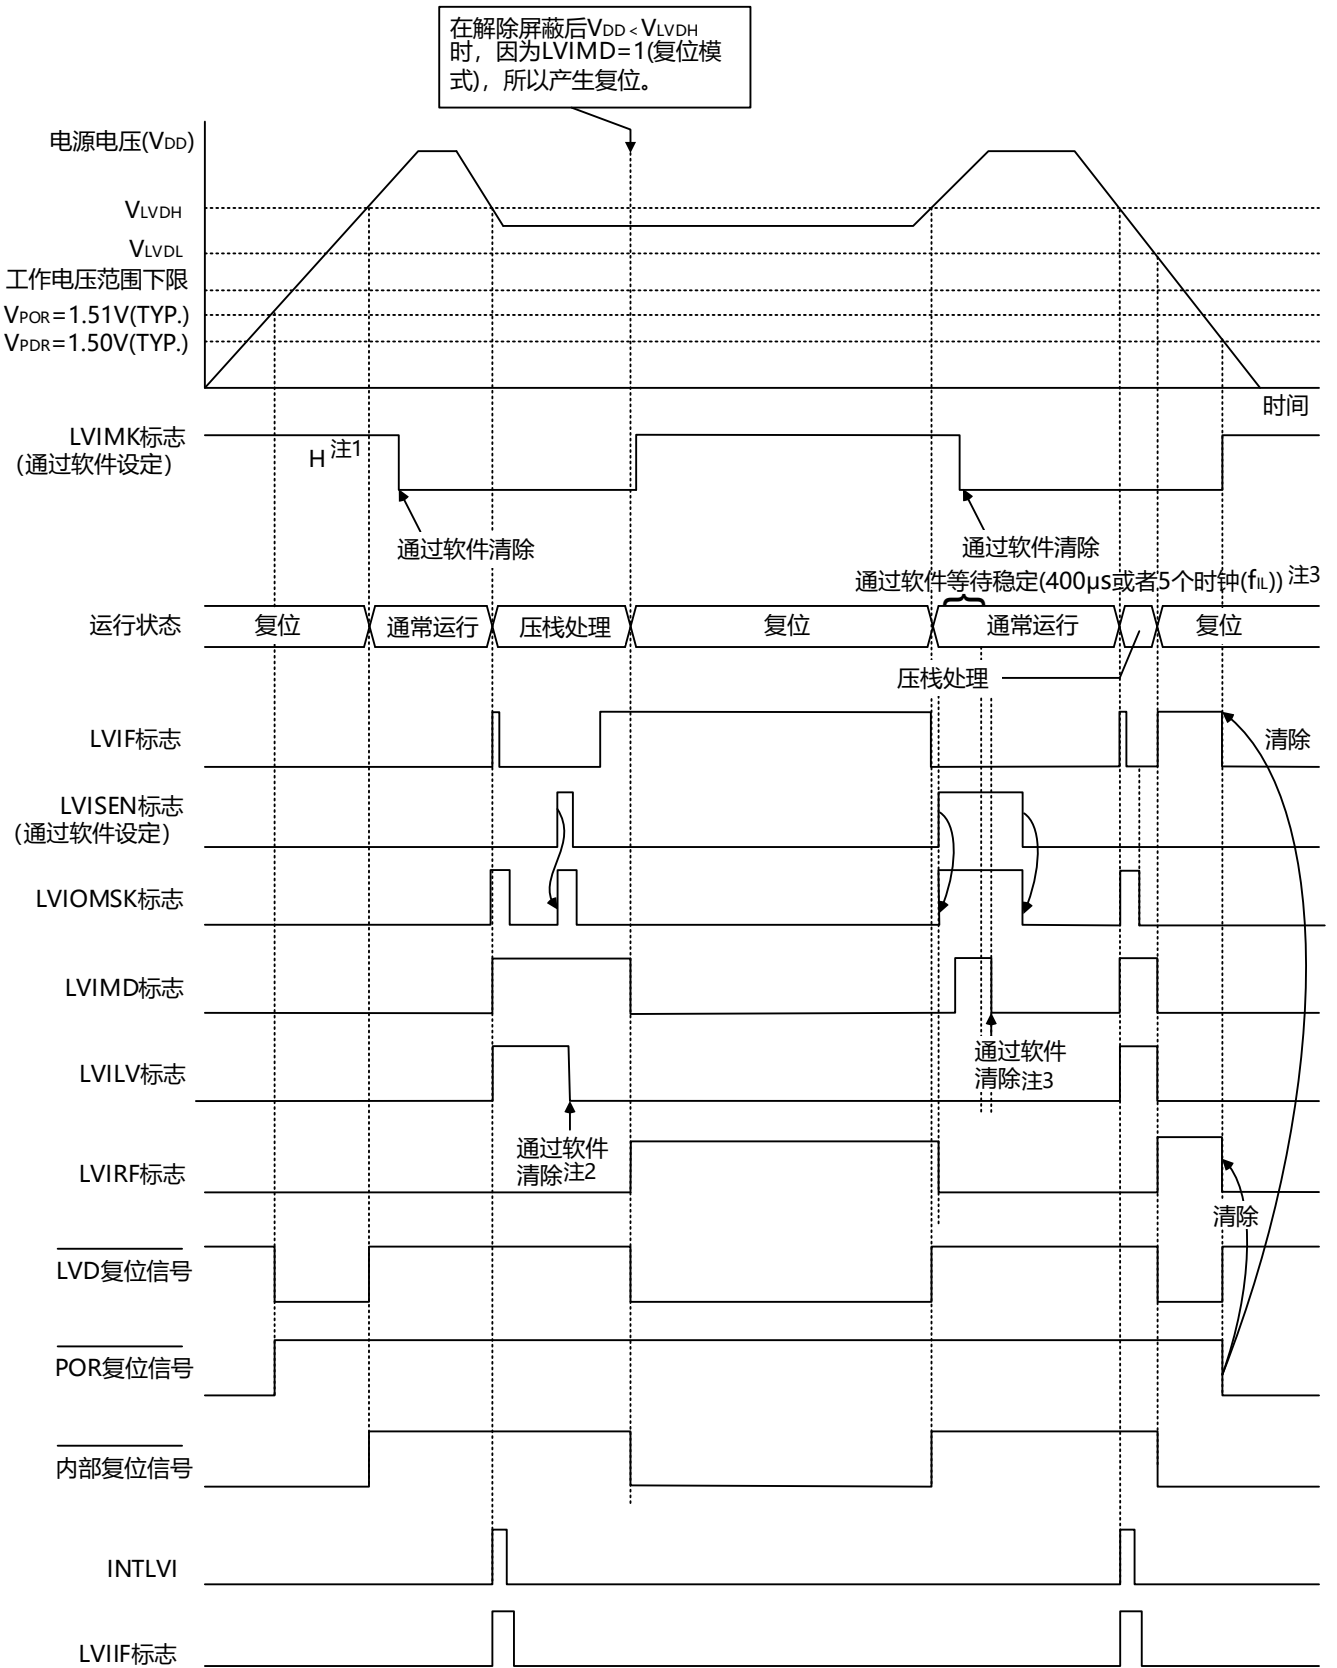 在解除屏蔽后VDD<VLVDH
时，因为LVIMD=1(复位模
式)，所以产生复位。
电源电压(VDD)
VLVDH
VLVDL
工作电压范围下限
VPOR=1.51V(TYP.)
VPDR=1.50V(TYP.)
时间
LVIMK标志
(通过软件设定)
H 注1
通过软件清除
通过软件清除
通过软件等待稳定(400μs或者5个时钟(fIL)) 注3
运行状态
复位
通常运行
压栈处理
复位
通常运行
复位
压栈处理
LVIF标志
清除
LVISEN标志
(通过软件设定)
LVIOMSK标志
LVIMD标志
通过软件
清除注3
LVILV标志
通过软件
清除注2
LVIRF标志
清除
LVD复位信号
POR复位信号
内部复位信号
INTLVI
LVIIF标志